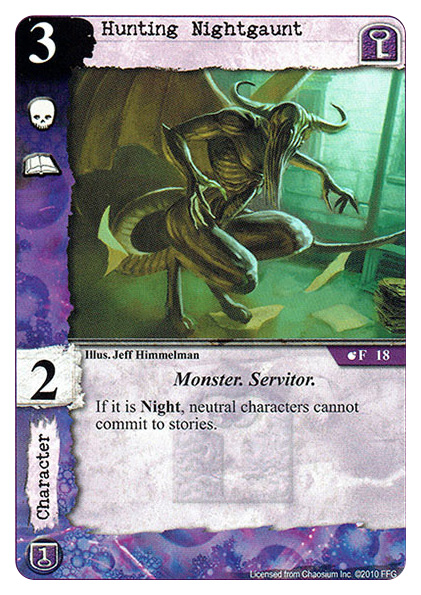 3
Hunting Nightgaunt
Illus. Jeff Himmelman
F 18
2
Monster. Servitor.
If it is Night, neutral characters cannot
commit to stories.
Character
1
Licensed from Chaosium Inc. ©2010 FFG